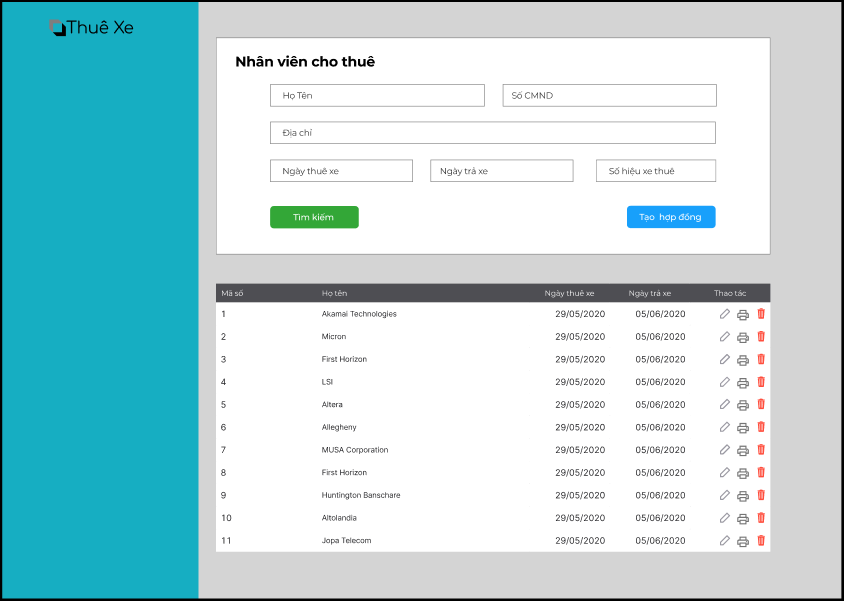 Thuê Xe
Nhân viên cho thuê
Họ Tên Số CMND
Địa chỉ
Ngày thuê xe Ngày trả xe Số hiệu xe thuê
Tìm kiếm Tạo hợp đồng
Mã số Họ tên Ngày thuê xe Ngày trả xe Thao tác
1 Akamai Technologies 29/05/2020 05/06/2020
2 Micron 29/05/2020 05/06/2020
3 First Horizon 29/05/2020 05/06/2020
4 LSI 29/05/2020 05/06/2020
5 Altera 29/05/2020 05/06/2020
6 Allegheny 29/05/2020 05/06/2020
7 MUSA Corporation 29/05/2020 05/06/2020
8 First Horizon 29/05/2020 05/06/2020
9 Huntington Banschare 29/05/2020 05/06/2020
10 Altolandia 29/05/2020 05/06/2020
11 Jopa Telecom 29/05/2020 05/06/2020